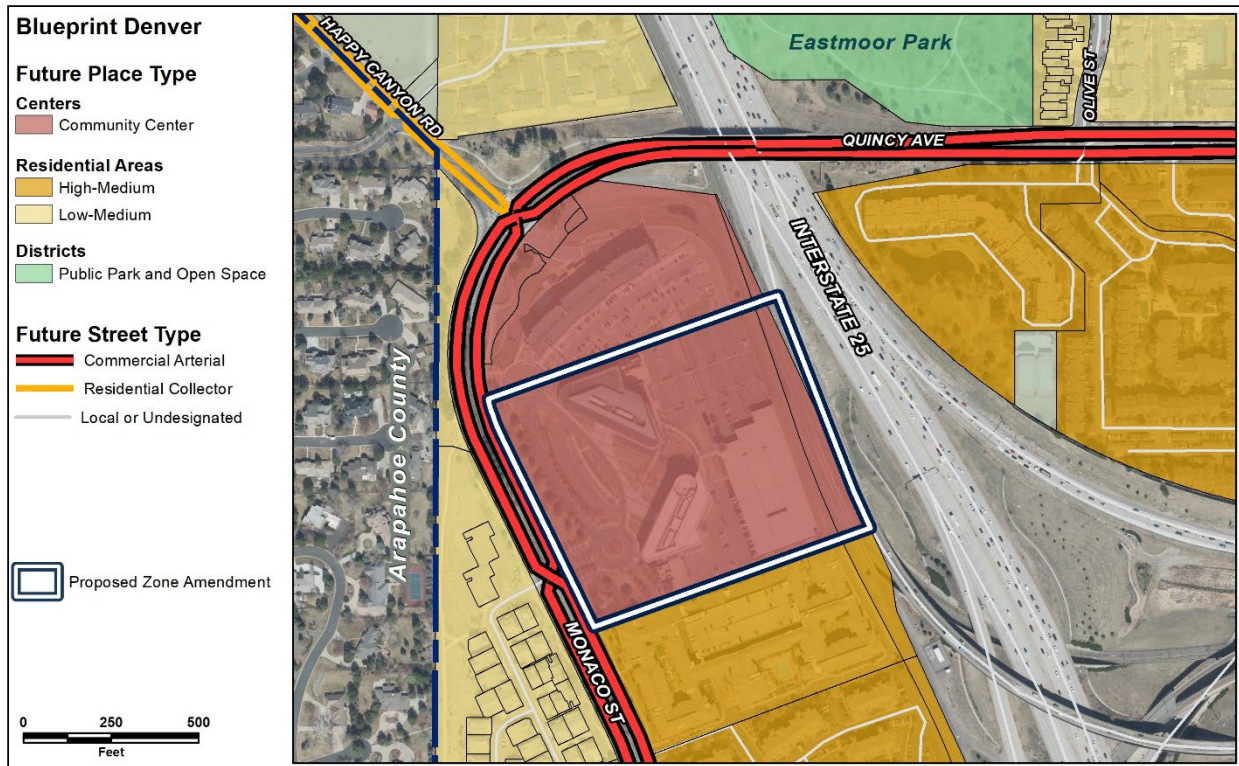 Blueprint Denver
Future Place Type
Centers
Community Center
Residential Areas
High-Medium
Low-Medium
Districts
Public Park and Open Space
Future Street Type
Commercial Arterial
Residential Collector
Local or Undesignated
Proposed Zone Amendment
0 250 500
Feet
HAPPY CANYON RD
Eastmoor Park
OLIVE ST
QUINCY AVE
INTERSTATE 25
Arapahoe County
MONACO ST